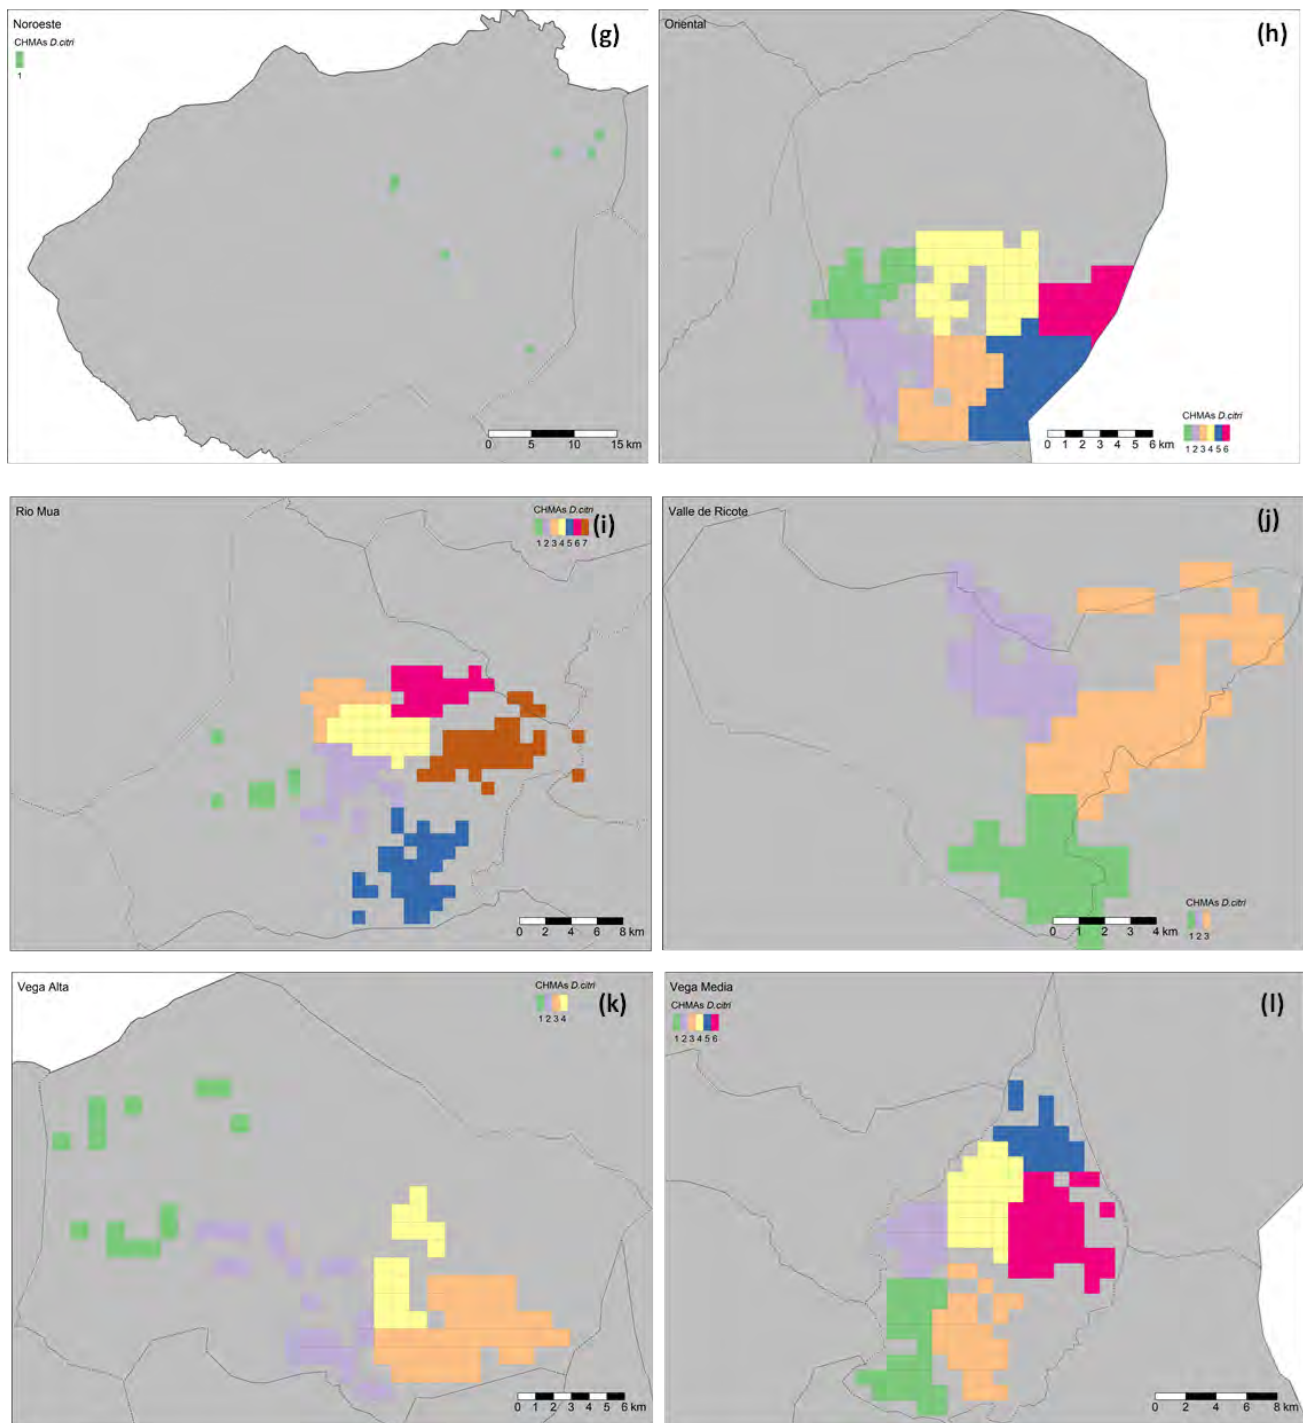 Noroeste
(g)
CHMAs D.citri
1
0 5 10 15 km
Oriental
(h)
CHMAs D.citri
1 2 3 4 5 6
0 1 2 3 4 5 6 km
Rio Mua
CHMAs D.citri
(i)
1 2 3 4 5 6 7
0 2 4 6 8 km
Valle de Ricote
(j)
CHMAs D.citri
1 2 3
0 1 2 3 4 km
Vega Alta
CHMAs D.citri
(k)
1 2 3 4
0 1 2 3 4 5 6 km
Vega Media
(l)
CHMAs D.citri
1 2 3 4 5 6
0 2 4 6 8 km